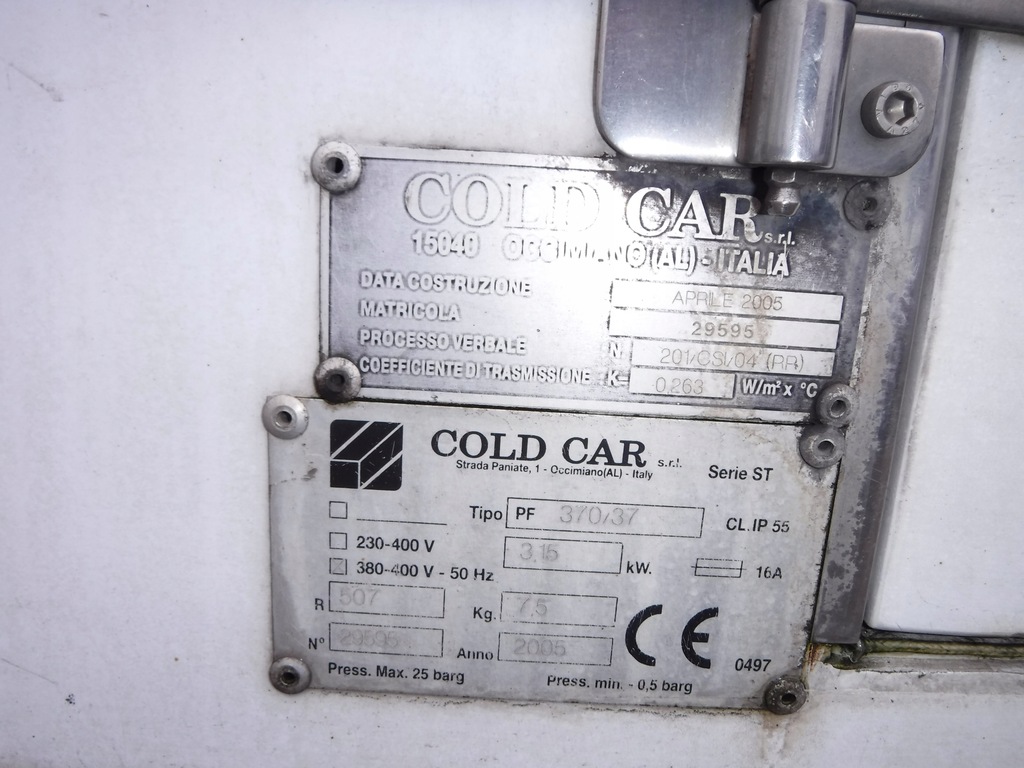 COLD CAR s.r.l.
15040 - OCCIMIANO (AL) - ITALIA
DATA COSTRUZIONE APRILE 2005
MATRICOLA 29595
PROCESSO VERBALE N 201/CSI/04 (RR)
COEFFICIENTE DI TRASMISSIONE K= 0,263 W/m² x °C
COLD CAR s.r.l.
Strada Paniate, 1 - Occimiano(AL) - Italy Serie ST
Tipo PF 370/37 CL. IP 55
230-400 V 3,15 kW. 16A
380-400 V - 50 Hz
R 507 Kg. 7,5
N° 29595 Anno 2005 CE 0497
Press. Max. 25 barg Press. min. - 0,5 barg